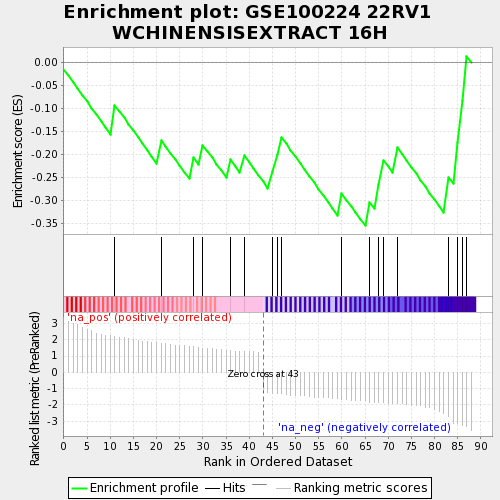 Enrichment plot: GSE100224 22RV1
WCHINENSISEXTRACT 16H
Enrichment score (ES)
0.00
-0.05
-0.10
-0.15
-0.20
-0.25
-0.30
-0.35
Ranked list metric (PreRanked)
3
2
1
0
-1
-2
-3
'na_pos' (positively correlated)
Zero cross at 43
'na_neg' (negatively correlated)
0 5 10 15 20 25 30 35 40 45 50 55 60 65 70 75 80 85 90
Rank in Ordered Dataset
Enrichment profile Hits Ranking metric scores